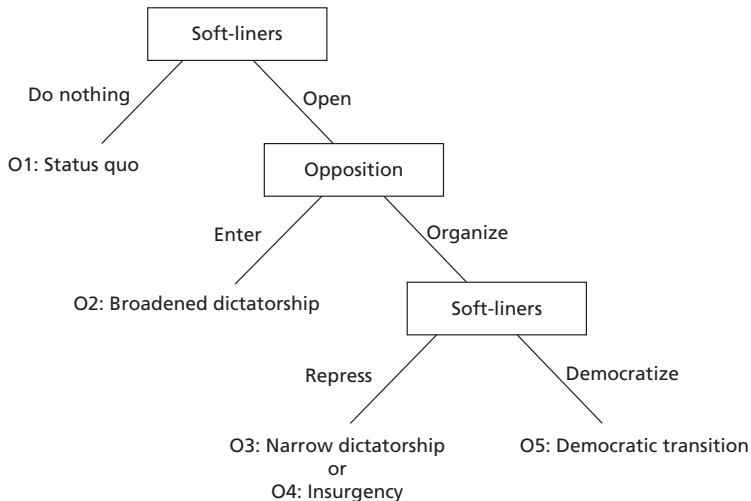 Soft-liners
Do nothing
Open
O1: Status quo
Opposition
Enter
Organize
O2: Broadened dictatorship
Soft-liners
Repress
Democratize
O3: Narrow dictatorship
or
O4: Insurgency
O5: Democratic transition